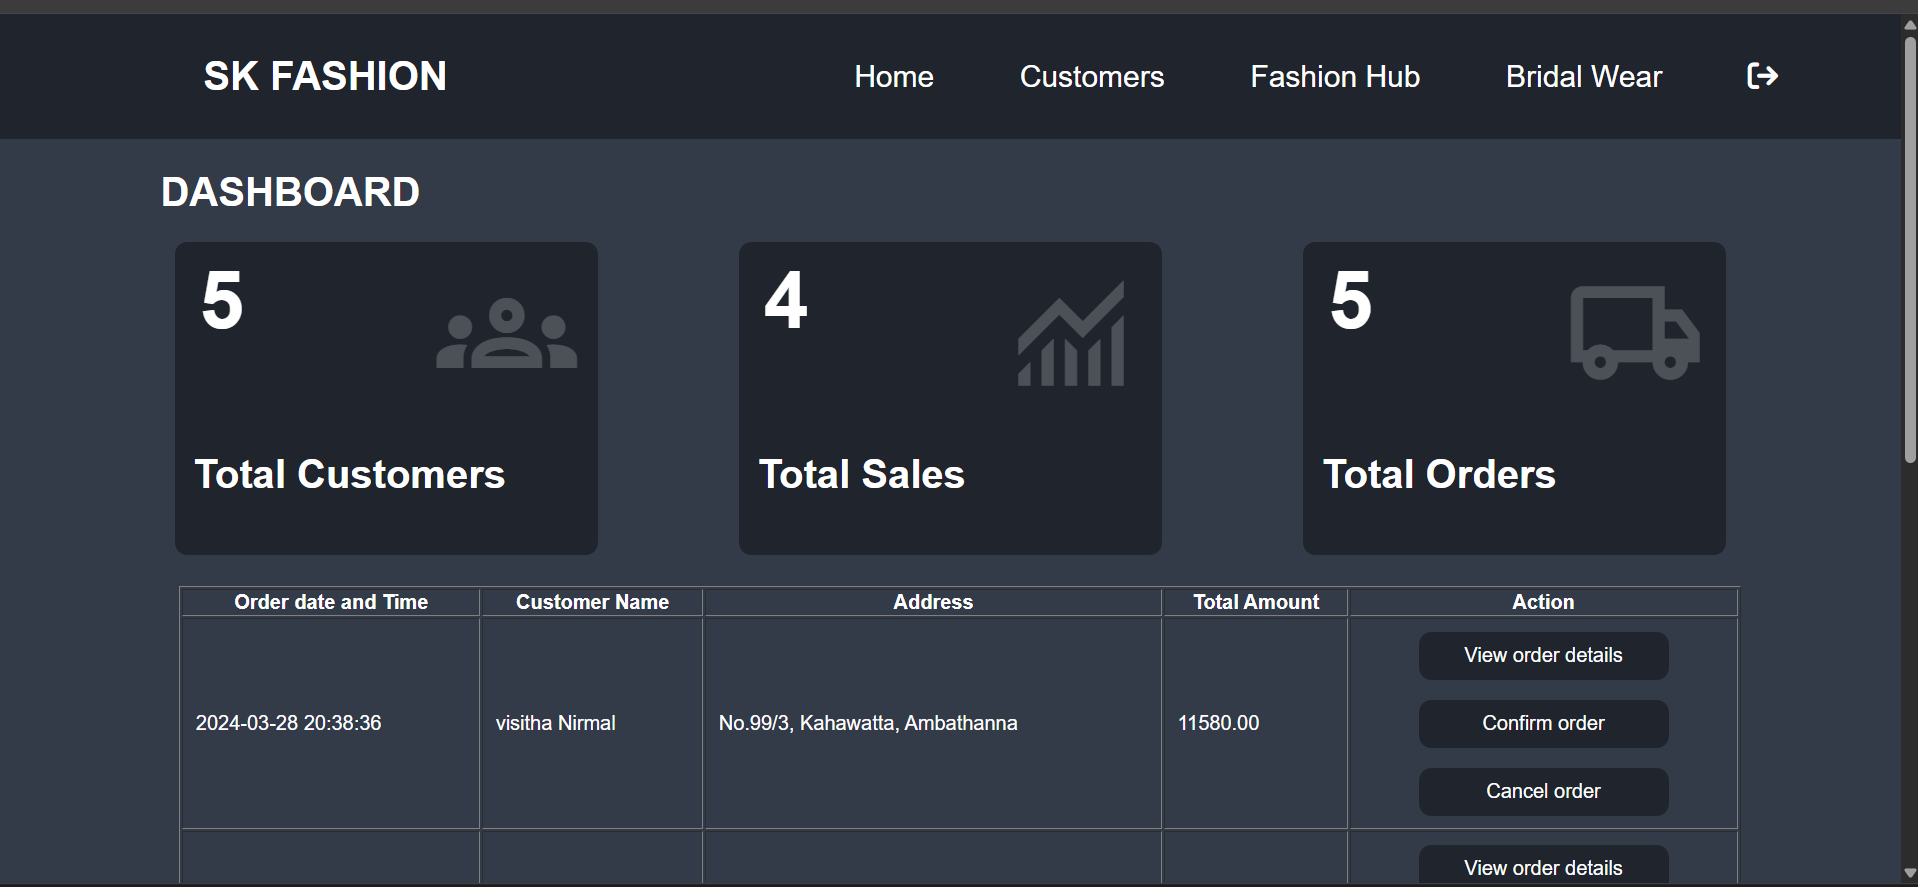 SK FASHION
Home Customers Fashion Hub Bridal Wear
DASHBOARD
5
Total Customers
4
Total Sales
5
Total Orders
Order date and Time Customer Name Address Total Amount Action
2024-03-28 20:38:36 visitha Nirmal No.99/3, Kahawatta, Ambathanna 11580.00
View order details
Confirm order
Cancel order
View order details